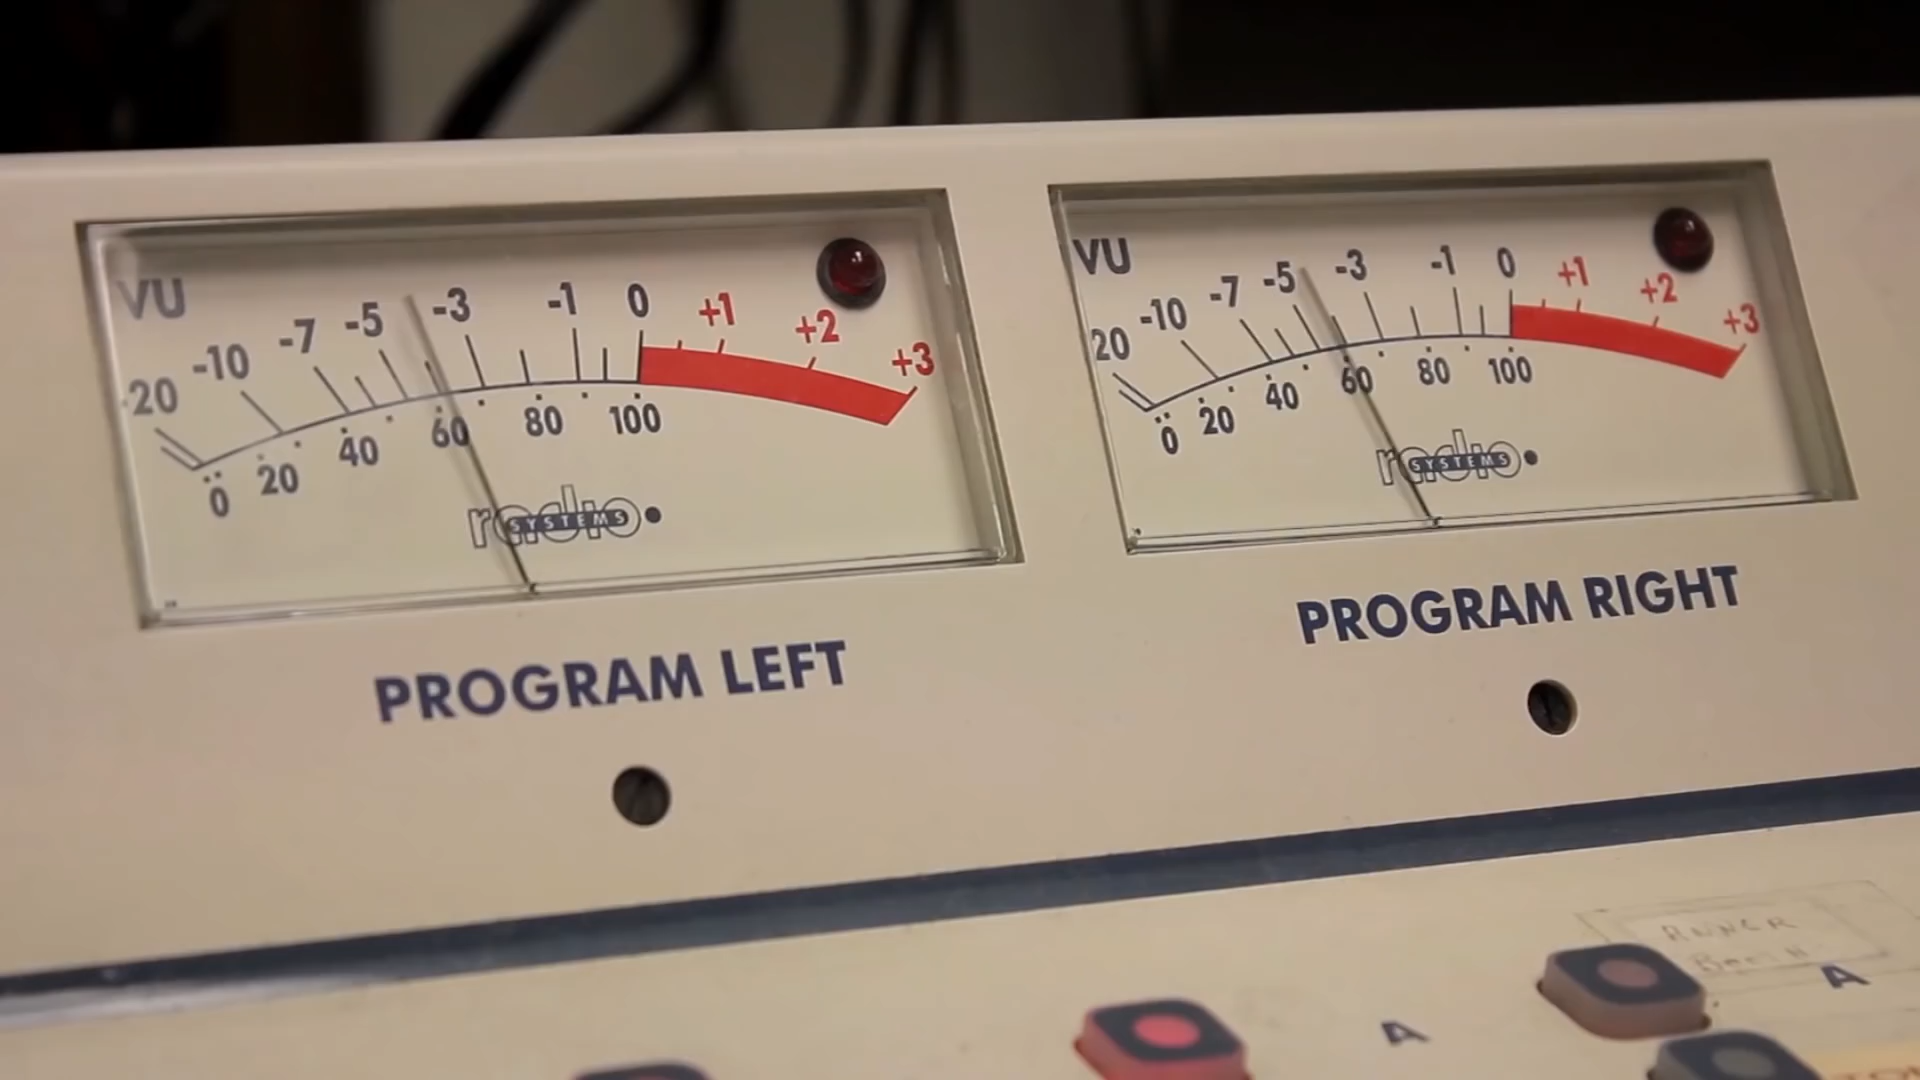 VU
20 -10 -7 -5 -3 -1 0 +1 +2 +3
0 20 40 60 80 100
radio
SYSTEMS
PROGRAM LEFT
VU
20 -10 -7 -5 -3 -1 0 +1 +2 +3
0 20 40 60 80 100
radio
SYSTEMS
PROGRAM RIGHT
A
A